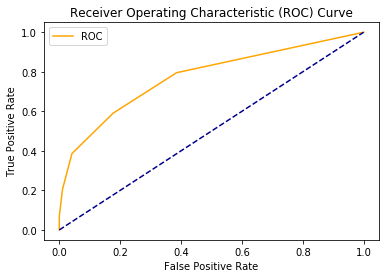 Receiver Operating Characteristic (ROC) Curve
ROC
1.0
0.8
0.6
0.4
0.2
0.0
True Positive Rate
0.0 0.2 0.4 0.6 0.8 1.0
False Positive Rate